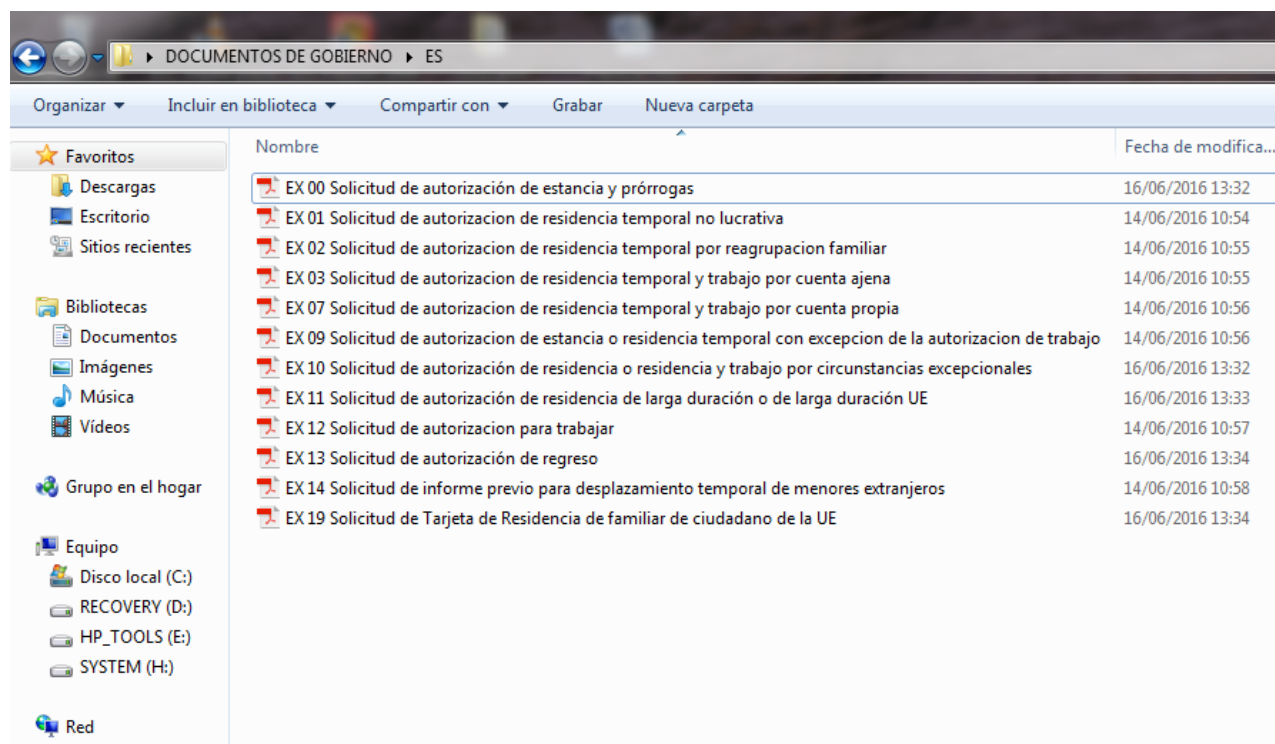 DOCUMENTOS DE GOBIERNO ▸ ES
Organizar Incluir en biblioteca Compartir con Grabar Nueva carpeta
Nombre Fecha de modifica...
Favoritos
Descargas
Escritorio
Sitios recientes
Bibliotecas
Documentos
Imágenes
Música
Vídeos
Grupo en el hogar
Equipo
Disco local (C:)
RECOVERY (D:)
HP_TOOLS (E:)
SYSTEM (H:)
Red
EX 00 Solicitud de autorización de estancia y prórrogas 16/06/2016 13:32
EX 01 Solicitud de autorizacion de residencia temporal no lucrativa 14/06/2016 10:54
EX 02 Solicitud de autorizacion de residencia temporal por reagrupacion familiar 14/06/2016 10:55
EX 03 Solicitud de autorizacion de residencia temporal y trabajo por cuenta ajena 14/06/2016 10:55
EX 07 Solicitud de autorizacion de residencia temporal y trabajo por cuenta propia 14/06/2016 10:56
EX 09 Solicitud de autorizacion de estancia o residencia temporal con excepcion de la autorizacion de trabajo 14/06/2016 10:56
EX 10 Solicitud de autorización de residencia o residencia y trabajo por circunstancias excepcionales 16/06/2016 13:32
EX 11 Solicitud de autorización de residencia de larga duración o de larga duración UE 16/06/2016 13:33
EX 12 Solicitud de autorizacion para trabajar 14/06/2016 10:57
EX 13 Solicitud de autorización de regreso 16/06/2016 13:34
EX 14 Solicitud de informe previo para desplazamiento temporal de menores extranjeros 14/06/2016 10:58
EX 19 Solicitud de Tarjeta de Residencia de familiar de ciudadano de la UE 16/06/2016 13:34